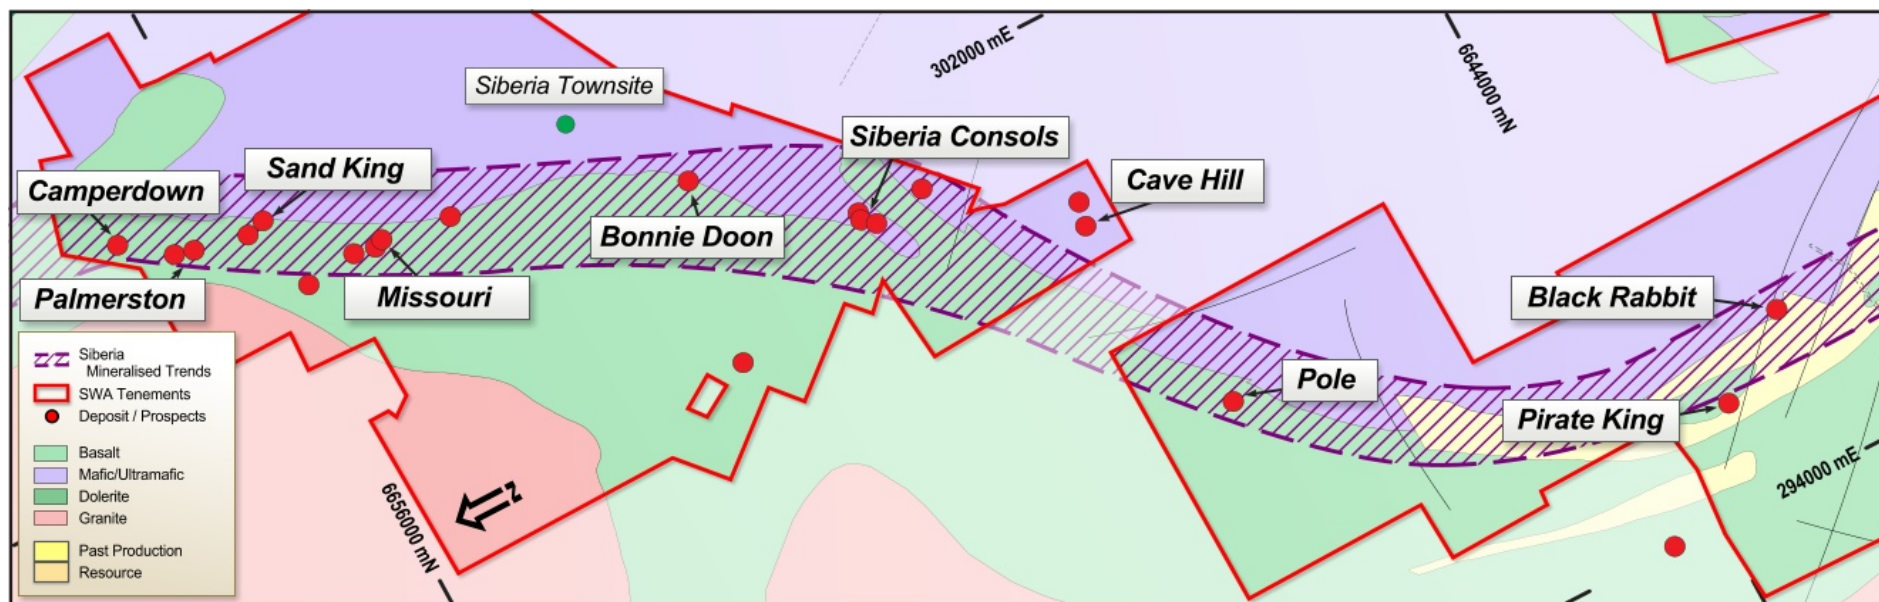 302000 mE
6644000 mN
Siberia Townsite
Siberia Consols
Sand King
Cave Hill
Camperdown
Bonnie Doon
Palmerston
Missouri
Black Rabbit
Pole
Pirate King
Siberia
Mineralised Trends
SWA Tenements
Deposit / Prospects
Basalt
Mafic/Ultramafic
Dolerite
Granite
Past Production
Resource
6656000 mN
N
294000 mE